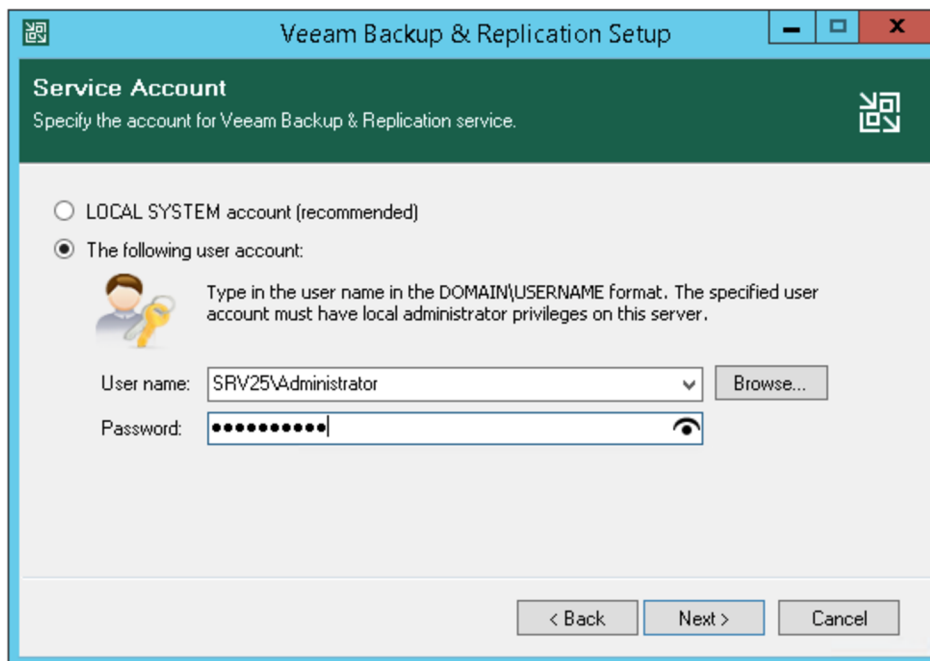 Veeam Backup & Replication Setup
Service Account
Specify the account for Veeam Backup & Replication service.
LOCAL SYSTEM account (recommended)
The following user account:
Type in the user name in the DOMAIN\USERNAME format. The specified user
account must have local administrator privileges on this server.
User name: SRV25\Administrator Browse...
Password: ●●●●●●●●●●
< Back Next > Cancel